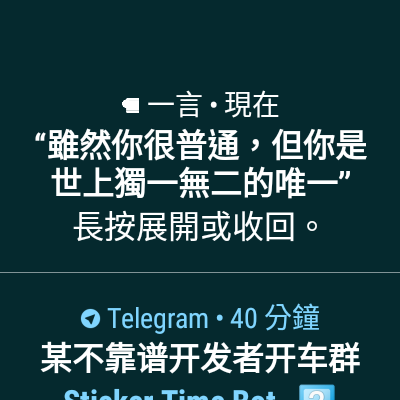 一言 • 現在
“雖然你很普通，但你是
世上獨一無二的唯一”
長按展開或收回。
Telegram • 40 分鐘
某不靠谱开发者开车群
Sticker Time Bot